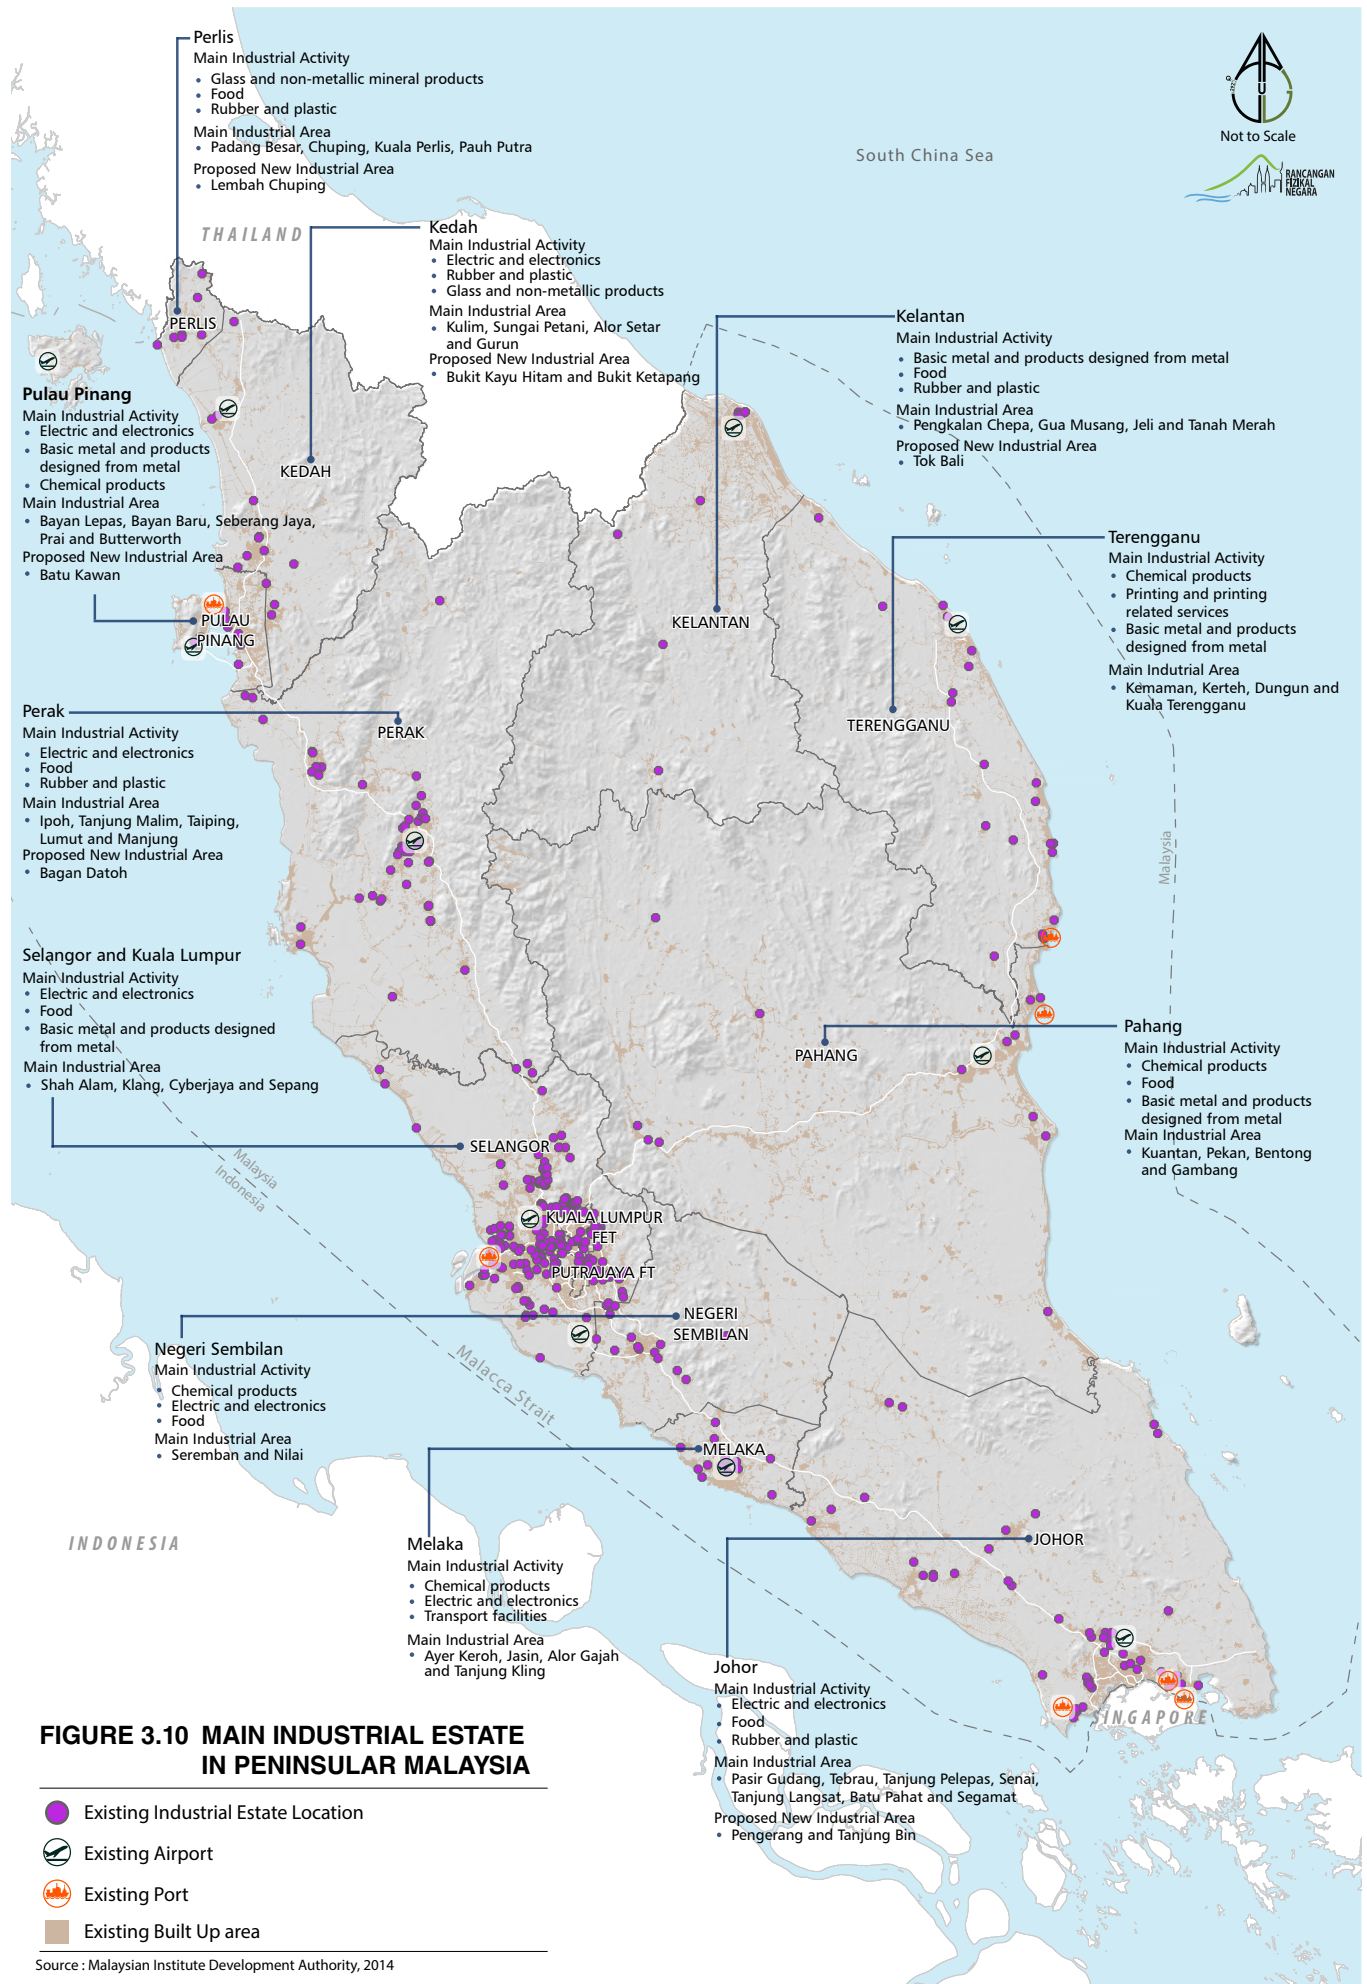 Perlis
Main Industrial Activity
• Glass and non-metallic mineral products
• Food
• Rubber and plastic
Main Industrial Area
• Padang Besar, Chuping, Kuala Perlis, Pauh Putra
Proposed New Industrial Area
• Lembah Chuping
Not to Scale
RANCANGAN
FIZIKAL
NEGARA
South China Sea
THAILAND
Kedah
Main Industrial Activity
• Electric and electronics
• Rubber and plastic
• Glass and non-metallic products
Main Industrial Area
• Kulim, Sungai Petani, Alor Setar
and Gurun
Proposed New Industrial Area
• Bukit Kayu Hitam and Bukit Ketapang
Kelantan
Main Industrial Activity
• Basic metal and products designed from metal
• Food
• Rubber and plastic
Main Industrial Area
• Pengkalan Chepa, Gua Musang, Jeli and Tanah Merah
Proposed New Industrial Area
• Tok Bali
PERLIS
Pulau Pinang
Main Industrial Activity
• Electric and electronics
• Basic metal and products
designed from metal
• Chemical products
Main Industrial Area
• Bayan Lepas, Bayan Baru, Seberang Jaya,
Prai and Butterworth
Proposed New Industrial Area
• Batu Kawan
KEDAH
Terengganu
Main Industrial Activity
• Chemical products
• Printing and printing
related services
• Basic metal and products
designed from metal
Main Indutrial Area
• Kemaman, Kerteh, Dungun and
Kuala Terengganu
PULAU
PINANG
KELANTAN
TERENGGANU
Perak
Main Industrial Activity
• Electric and electronics
• Food
• Rubber and plastic
Main Industrial Area
• Ipoh, Tanjung Malim, Taiping,
Lumut and Manjung
Proposed New Industrial Area
• Bagan Datoh
PERAK
Malaysia
Selangor and Kuala Lumpur
Main Industrial Activity
• Electric and electronics
• Food
• Basic metal and products designed
from metal
Main Industrial Area
• Shah Alam, Klang, Cyberjaya and Sepang
PAHANG
Pahang
Main Industrial Activity
• Chemical products
• Food
• Basic metal and products
designed from metal
Main Industrial Area
• Kuantan, Pekan, Bentong
and Gambang
SELANGOR
Malaysia
Indonesia
KUALA LUMPUR
FET
PUTRAJAYA FT
NEGERI
SEMBILAN
Negeri Sembilan
Main Industrial Activity
• Chemical products
• Electric and electronics
• Food
Main Industrial Area
• Seremban and Nilai
Malacca Strait
MELAKA
INDONESIA
Melaka
Main Industrial Activity
• Chemical products
• Electric and electronics
• Transport facilities
Main Industrial Area
• Ayer Keroh, Jasin, Alor Gajah
and Tanjung Kling
JOHOR
Johor
Main Industrial Activity
• Electric and electronics
• Food
• Rubber and plastic
Main Industrial Area
• Pasir Gudang, Tebrau, Tanjung Pelepas, Senai,
Tanjung Langsat, Batu Pahat and Segamat
Proposed New Industrial Area
• Pengerang and Tanjung Bin
SINGAPORE
FIGURE 3.10 MAIN INDUSTRIAL ESTATE
IN PENINSULAR MALAYSIA
Existing Industrial Estate Location
Existing Airport
Existing Port
Existing Built Up area
Source : Malaysian Institute Development Authority, 2014